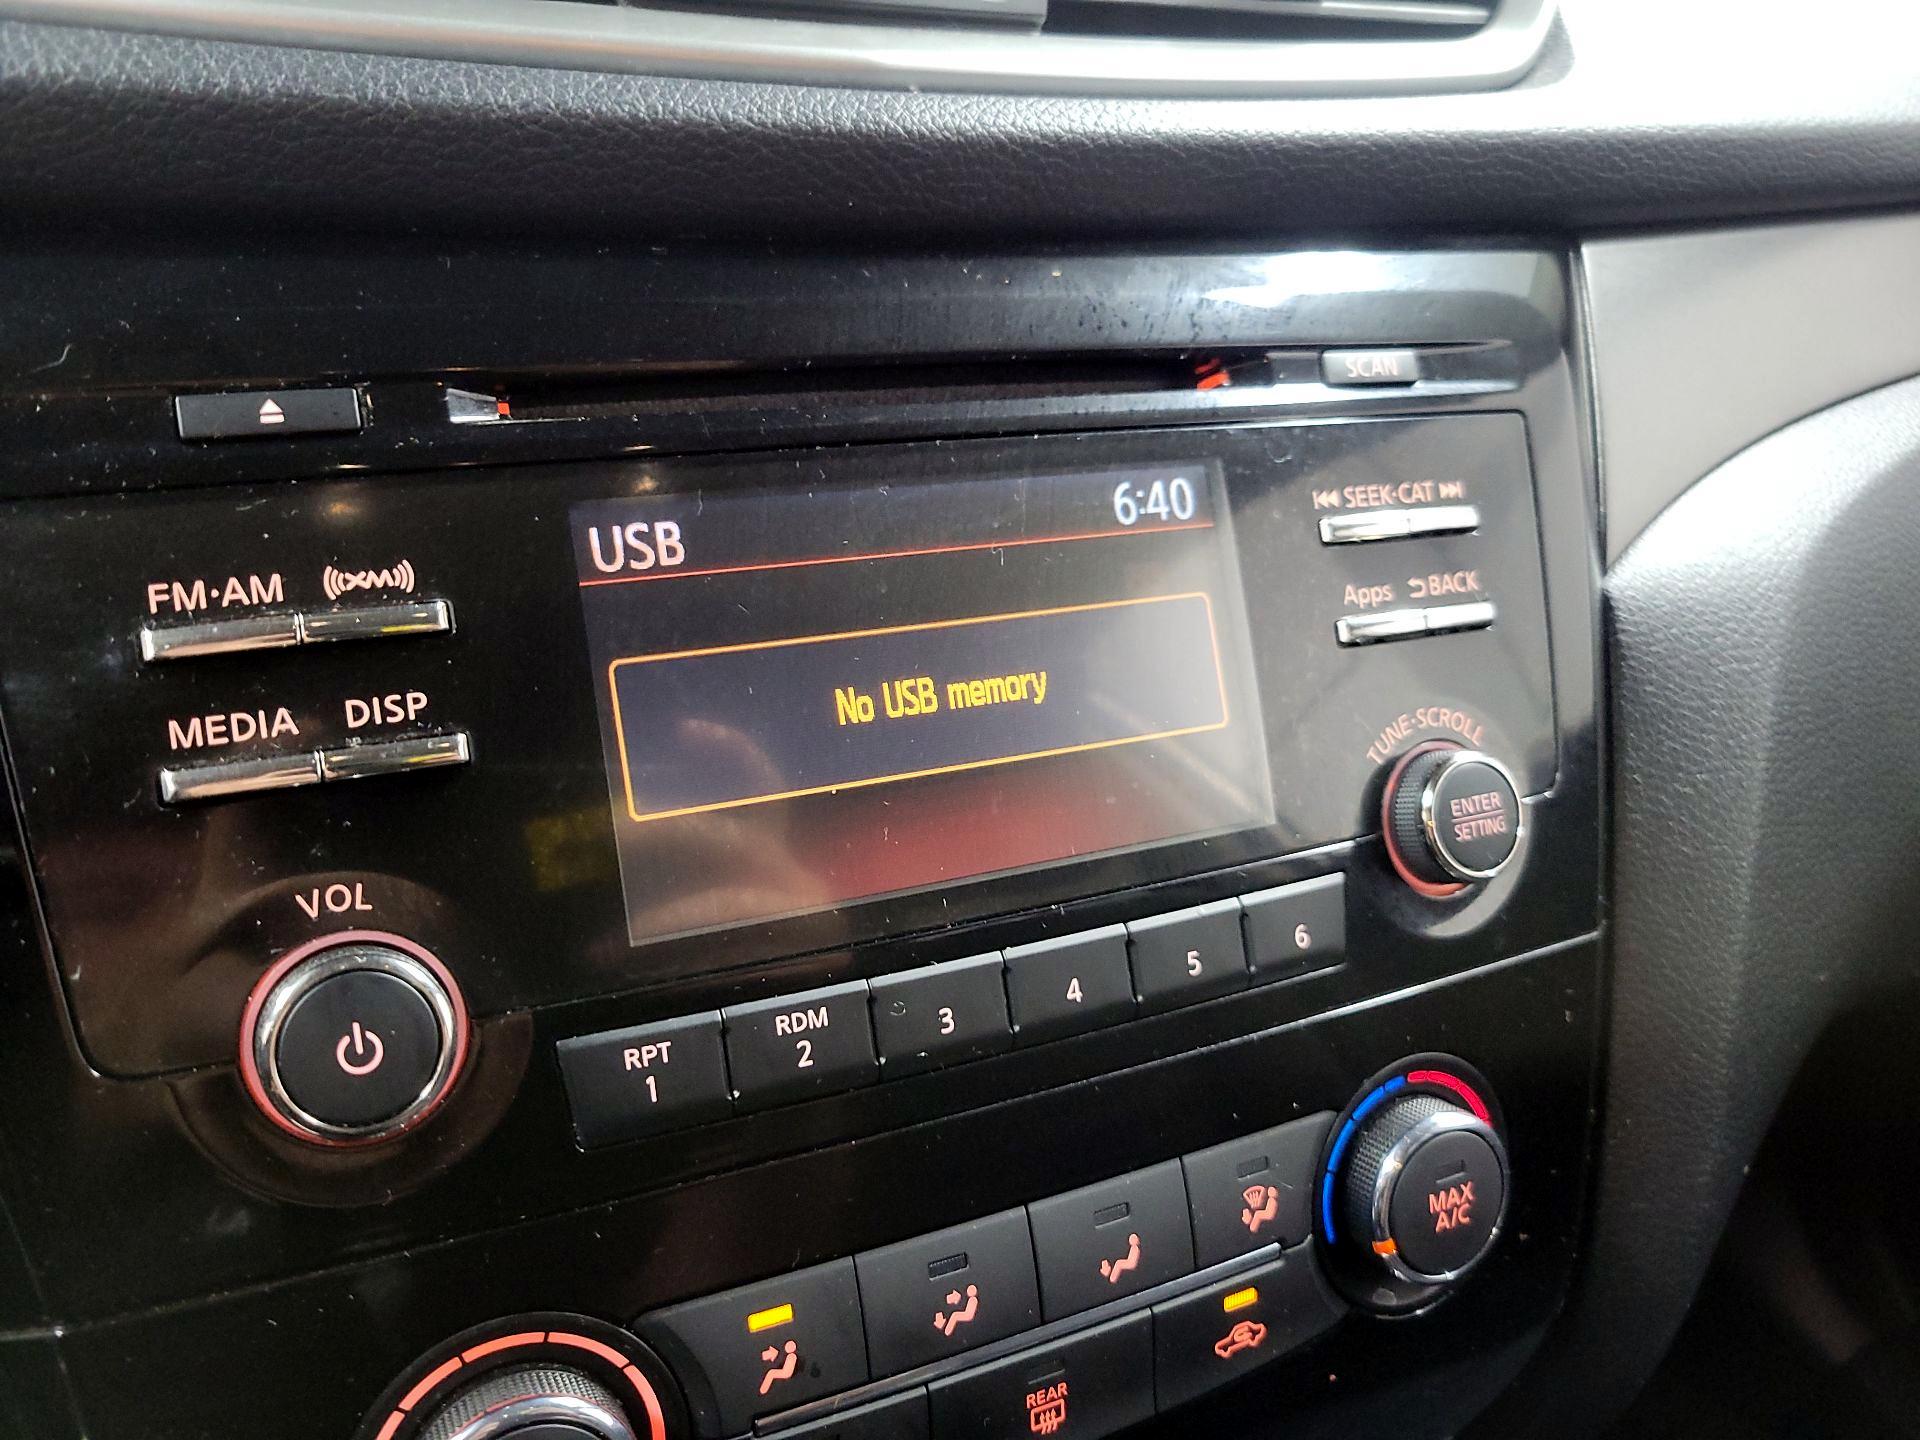 SCAN
USB
6:40
SEEK·CAT
FM·AM
XM
Apps
BACK
No USB memory
MEDIA
DISP
TUNE·SCROLL
ENTER
SETTING
VOL
RPT
1
RDM
2
3
4
5
6
MAX
A/C
REAR